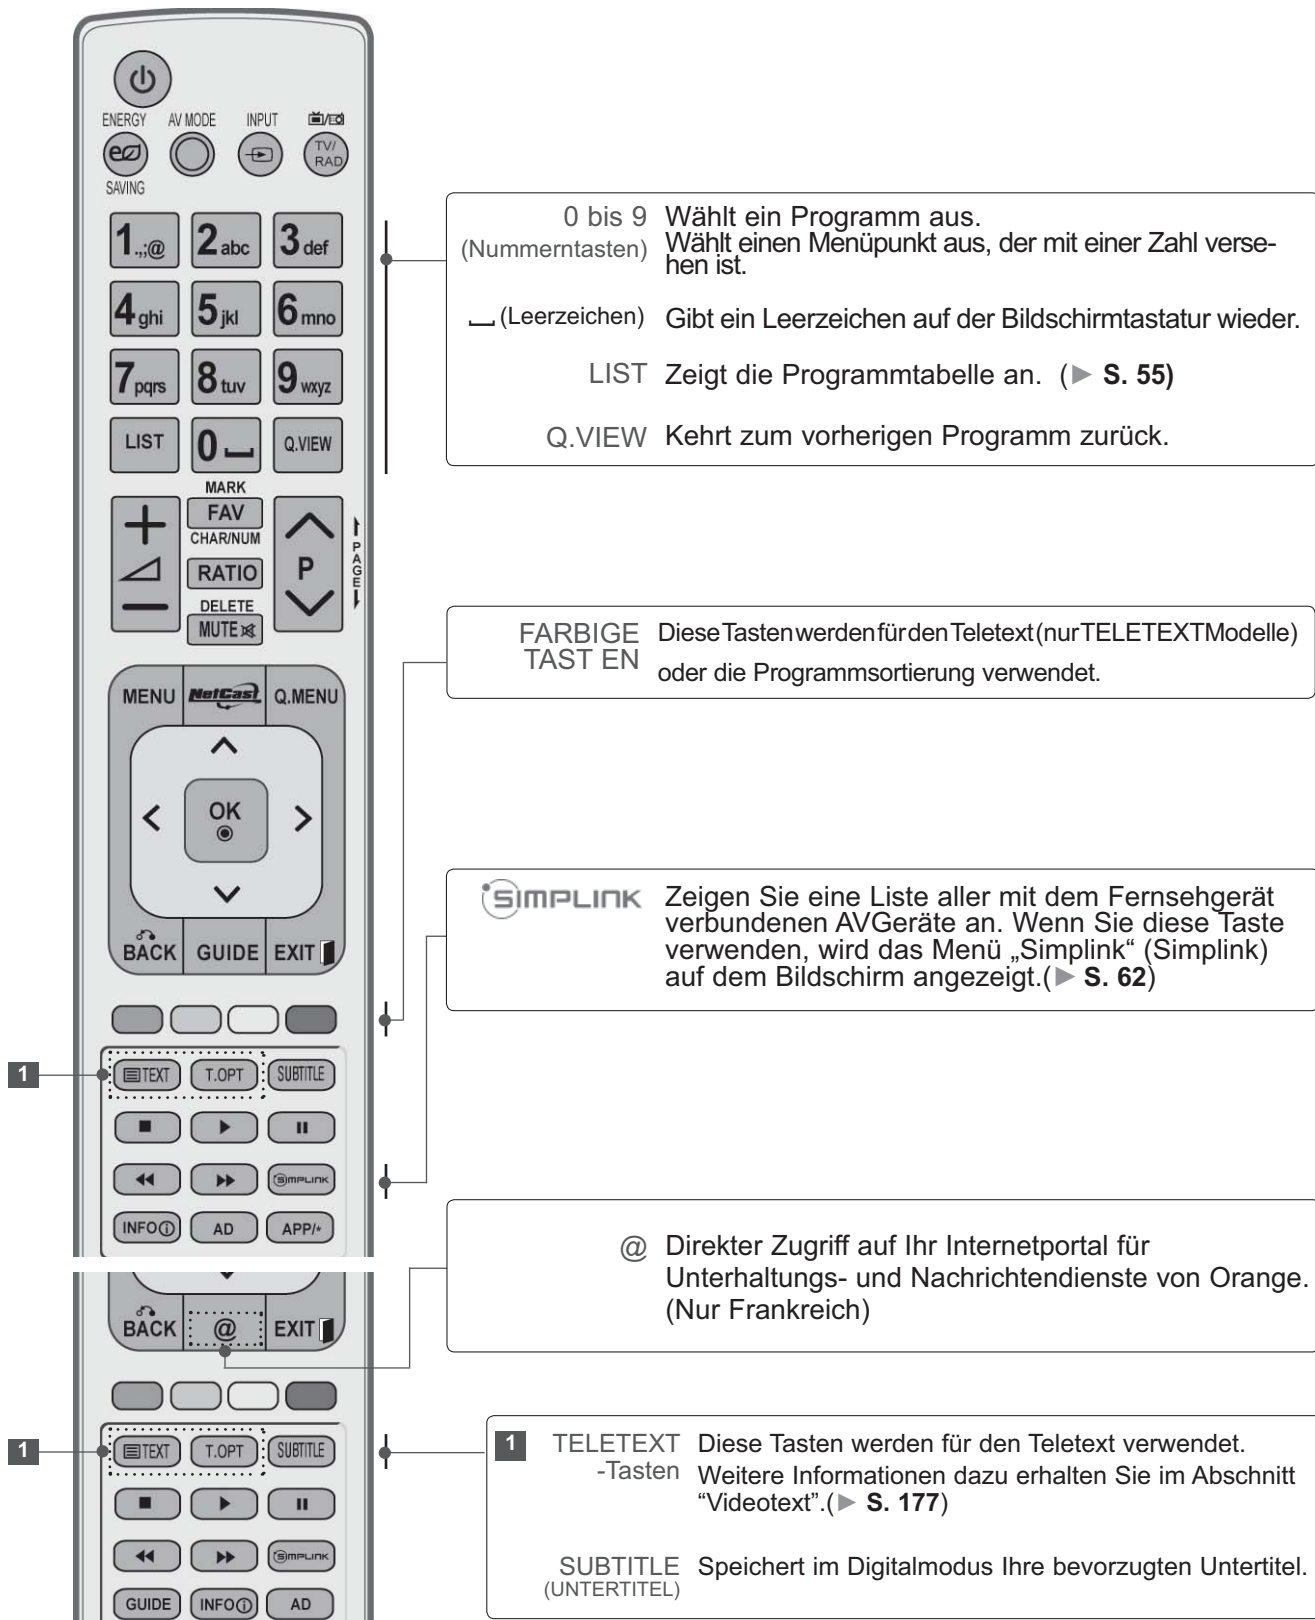 ENERGY AV MODE INPUT
TV/
RAD
SAVING
1.,;@ 2abc 3def
4ghi 5jkl 6mno
7pqrs 8tuv 9wxyz
LIST 0 Q.VIEW
MARK
FAV
CHAR/NUM
RATIO
DELETE
MUTE
P
PAGE
MENU NetCast Q.MENU
OK
BACK GUIDE EXIT
1
TEXT T.OPT SUBTITLE
SIMPLINK
INFO AD APP/*
BACK @ EXIT
1
TEXT T.OPT SUBTITLE
SIMPLINK
GUIDE INFO AD
0 bis 9 Wählt ein Programm aus.
(Nummerntasten) Wählt einen Menüpunkt aus, der mit einer Zahl verse-
hen ist.
(Leerzeichen) Gibt ein Leerzeichen auf der Bildschirmtastatur wieder.
LIST Zeigt die Programmtabelle an. (► S. 55)
Q.VIEW Kehrt zum vorherigen Programm zurück.
FARBIGE Diese Tasten werden für den Teletext (nur TELETEXT Modelle)
TAST EN oder die Programmsortierung verwendet.
SIMPLINK Zeigen Sie eine Liste aller mit dem Fernsehgerät
verbundenen AVGeräte an. Wenn Sie diese Taste
verwenden, wird das Menü „Simplink“ (Simplink)
auf dem Bildschirm angezeigt.(► S. 62)
@ Direkter Zugriff auf Ihr Internetportal für
Unterhaltungs- und Nachrichtendienste von Orange.
(Nur Frankreich)
1 TELETEXT Diese Tasten werden für den Teletext verwendet.
-Tasten Weitere Informationen dazu erhalten Sie im Abschnitt
“Videotext”.(► S. 177)
SUBTITLE Speichert im Digitalmodus Ihre bevorzugten Untertitel.
(UNTERTITEL)